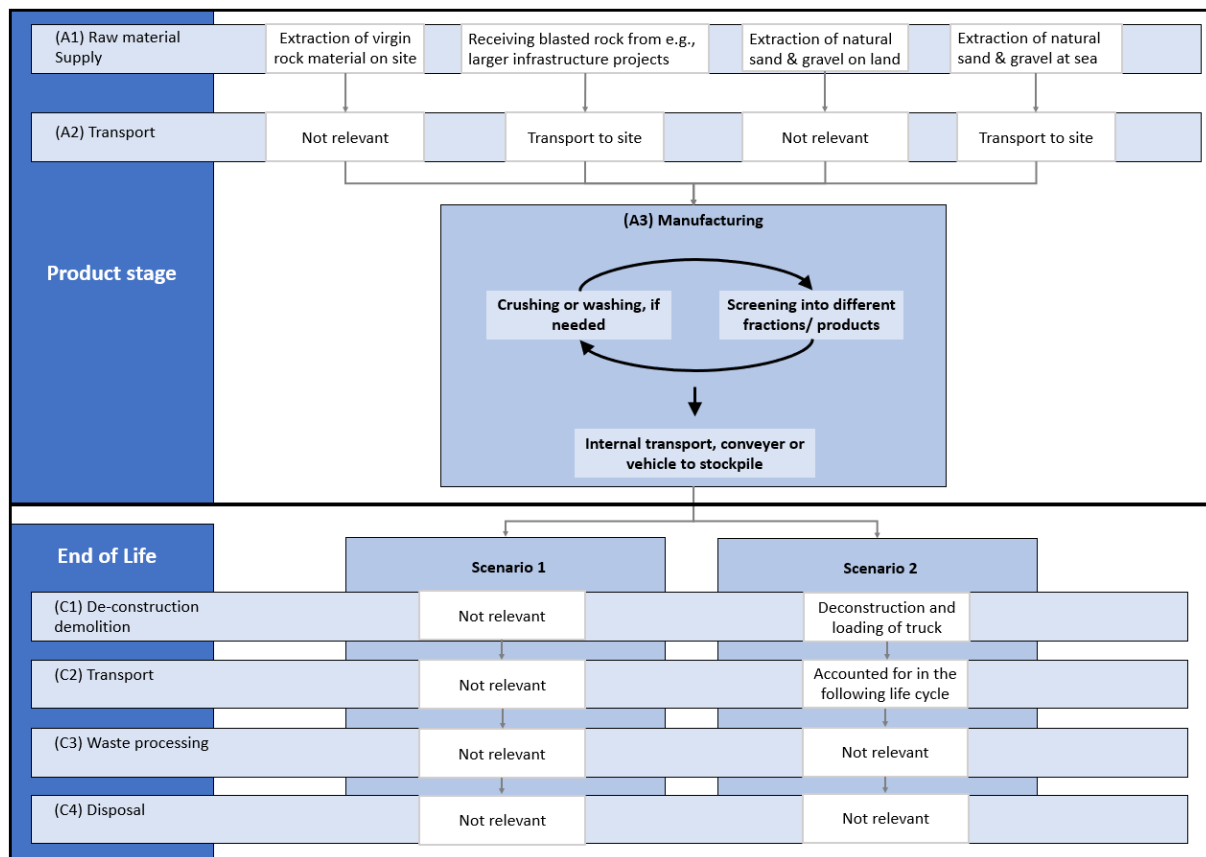 (A1) Raw material
Supply
Extraction of virgin
rock material on site
Receiving blasted rock from e.g.,
larger infrastructure projects
Extraction of natural
sand & gravel on land
Extraction of natural
sand & gravel at sea
(A2) Transport
Not relevant
Transport to site
Not relevant
Transport to site
Product stage
(A3) Manufacturing
Crushing or washing, if
needed
Screening into different
fractions/ products
Internal transport, conveyer or
vehicle to stockpile
End of Life
Scenario 1
Scenario 2
(C1) De-construction
demolition
Not relevant
Deconstruction and
loading of truck
(C2) Transport
Not relevant
Accounted for in the
following life cycle
(C3) Waste processing
Not relevant
Not relevant
(C4) Disposal
Not relevant
Not relevant